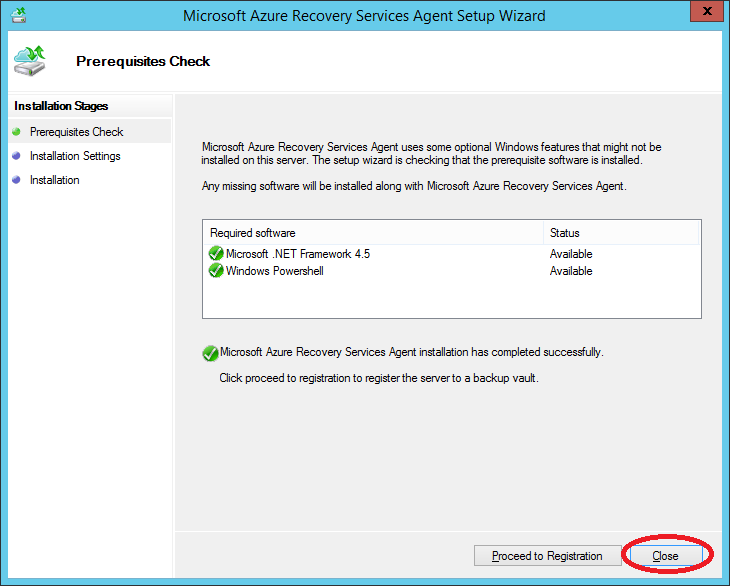 Microsoft Azure Recovery Services Agent Setup Wizard
x
Prerequisites Check
Installation Stages
Prerequisites Check
Installation Settings
Installation
Microsoft Azure Recovery Services Agent uses some optional Windows features that might not be
installed on this server. The setup wizard is checking that the prerequisite software is installed.
Any missing software will be installed along with Microsoft Azure Recovery Services Agent.
Required software Status
Microsoft .NET Framework 4.5 Available
Windows Powershell Available
Microsoft Azure Recovery Services Agent installation has completed successfully.
Click proceed to registration to register the server to a backup vault.
Proceed to Registration Close